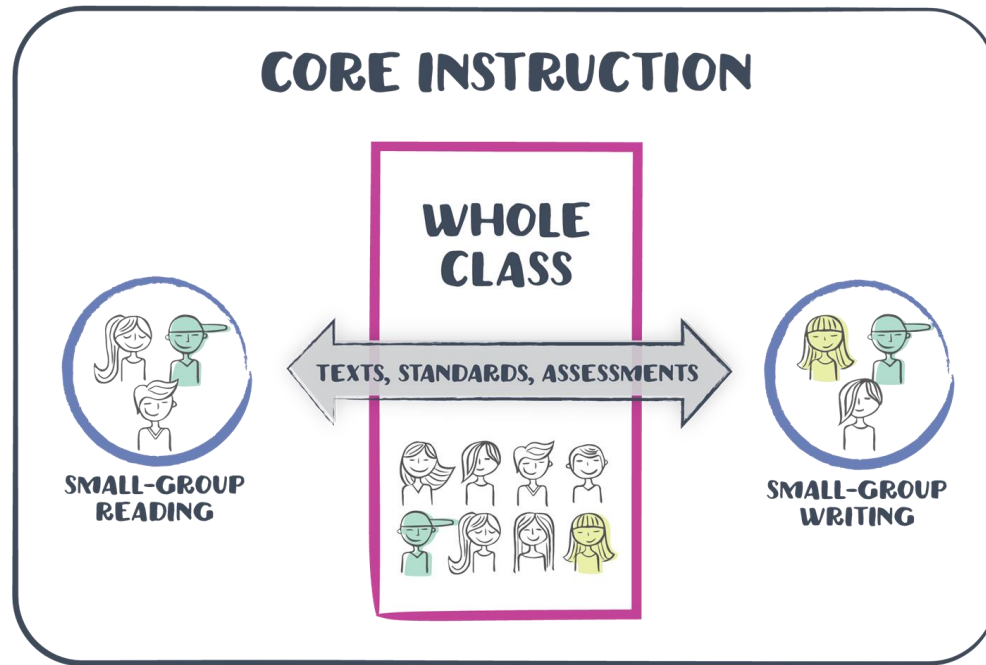 CORE INSTRUCTION
WHOLE
CLASS
TEXTS, STANDARDS, ASSESSMENTS
SMALL-GROUP
READING
SMALL-GROUP
WRITING